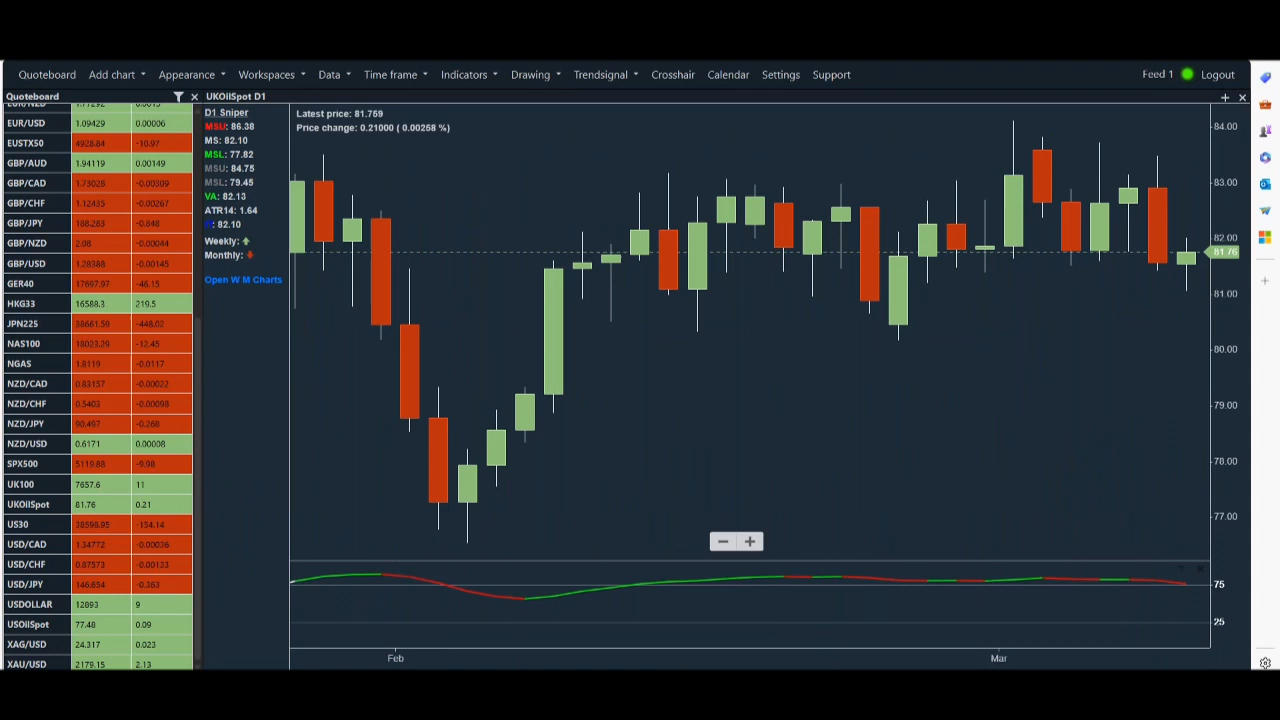 Quoteboard Add chart Appearance Workspaces Data Time frame Indicators Drawing Trendsignal Crosshair Calendar Settings Support Feed 1 Logout
Quoteboard UKOilSpot D1
EUR/NZD 1.77292 0.0015
EUR/USD 1.09429 0.00006
EUSTX50 4928.84 -10.97
GBP/AUD 1.94119 0.00149
GBP/CAD 1.73028 -0.00309
GBP/CHF 1.12435 -0.00267
GBP/JPY 188.283 -0.848
GBP/NZD 2.08 -0.00044
GBP/USD 1.28388 -0.00145
GER40 17697.97 -46.15
HKG33 16588.3 219.5
JPN225 38661.59 -448.02
NAS100 18023.29 -12.45
NGAS 1.8119 -0.0117
NZD/CAD 0.83157 -0.00022
NZD/CHF 0.5403 -0.00098
NZD/JPY 90.497 -0.268
NZD/USD 0.6171 0.00008
SPX500 5119.88 -9.98
UK100 7657.6 11
UKOilSpot 81.76 0.21
US30 38598.95 -154.14
USD/CAD 1.34772 -0.00036
USD/CHF 0.87573 -0.00133
USD/JPY 146.654 -0.363
USDOLLAR 12893 9
USOilSpot 77.48 0.09
XAG/USD 24.317 0.023
XAU/USD 2179.15 2.13
D1 Sniper
MSU: 86.38
MS: 82.10
MSL: 77.82
MSU: 84.75
MSL: 79.45
VA: 82.13
ATR14: 1.64
: 82.10
Weekly:
Monthly:
Open W M Charts
Latest price: 81.769
Price change: 0.21000 ( 0.00258 %)
84.00
83.00
82.00
81.76
81.00
80.00
79.00
78.00
77.00
75
25
Feb Mar